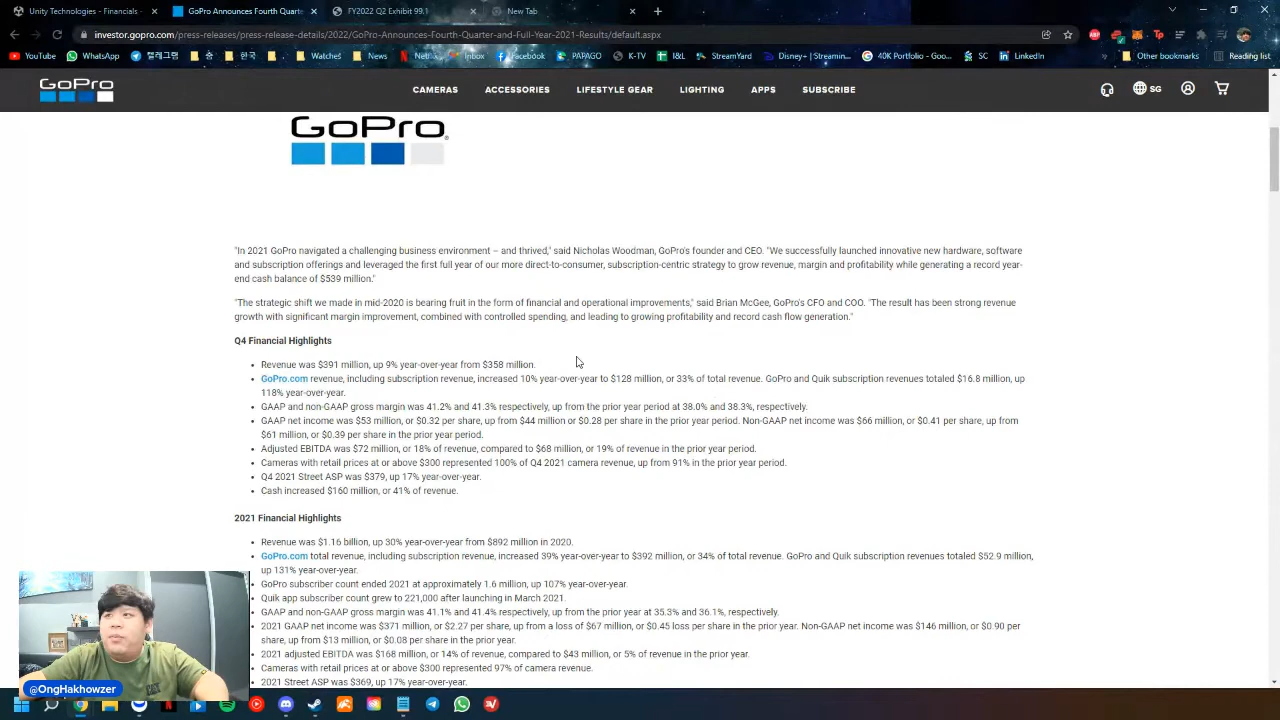 Unity Technologies - Financials -
GoPro Announces Fourth Quarte
FY2022 Q2 Exhibit 99.1
New Tab
investor.gopro.com/press-releases/press-release-details/2022/GoPro-Announces-Fourth-Quarter-and-Full-Year-2021-Results/default.aspx
YouTube WhatsApp 텔레그램 숭 한국 . Watches News Netfli Inbox Facebook PAPAGO K-TV I&L StreamYard Disney+ | Streamin... 40K Portfolio - Goo... SC LinkedIn Other bookmarks Reading list
GoPro
CAMERAS ACCESSORIES LIFESTYLE GEAR LIGHTING APPS SUBSCRIBE SG
GoPro
"In 2021 GoPro navigated a challenging business environment – and thrived," said Nicholas Woodman, GoPro's founder and CEO. "We successfully launched innovative new hardware, software
and subscription offerings and leveraged the first full year of our more direct-to-consumer, subscription-centric strategy to grow revenue, margin and profitability while generating a record year-
end cash balance of $539 million."
"The strategic shift we made in mid-2020 is bearing fruit in the form of financial and operational improvements," said Brian McGee, GoPro's CFO and COO. "The result has been strong revenue
growth with significant margin improvement, combined with controlled spending, and leading to growing profitability and record cash flow generation."
Q4 Financial Highlights
• Revenue was $391 million, up 9% year-over-year from $358 million.
• GoPro.com revenue, including subscription revenue, increased 10% year-over-year to $128 million, or 33% of total revenue. GoPro and Quik subscription revenues totaled $16.8 million, up
118% year-over-year.
• GAAP and non-GAAP gross margin was 41.2% and 41.3% respectively, up from the prior year period at 38.0% and 38.3%, respectively.
• GAAP net income was $53 million, or $0.32 per share, up from $44 million or $0.28 per share in the prior year period. Non-GAAP net income was $66 million, or $0.41 per share, up from
$61 million, or $0.39 per share in the prior year period.
• Adjusted EBITDA was $72 million, or 18% of revenue, compared to $68 million, or 19% of revenue in the prior year period.
• Cameras with retail prices at or above $300 represented 100% of Q4 2021 camera revenue, up from 91% in the prior year period.
• Q4 2021 Street ASP was $379, up 17% year-over-year.
• Cash increased $160 million, or 41% of revenue.
2021 Financial Highlights
• Revenue was $1.16 billion, up 30% year-over-year from $892 million in 2020.
• GoPro.com total revenue, including subscription revenue, increased 39% year-over-year to $392 million, or 34% of total revenue. GoPro and Quik subscription revenues totaled $52.9 million,
up 131% year-over-year.
• GoPro subscriber count ended 2021 at approximately 1.6 million, up 107% year-over-year.
• Quik app subscriber count grew to 221,000 after launching in March 2021.
• GAAP and non-GAAP gross margin was 41.1% and 41.4% respectively, up from the prior year at 35.3% and 36.1%, respectively.
• 2021 GAAP net income was $371 million, or $2.27 per share, up from a loss of $67 million, or $0.45 loss per share in the prior year. Non-GAAP net income was $146 million, or $0.90 per
share, up from $13 million, or $0.08 per share in the prior year.
• 2021 adjusted EBITDA was $168 million, or 14% of revenue, compared to $43 million, or 5% of revenue in the prior year.
• Cameras with retail prices at or above $300 represented 97% of camera revenue.
• 2021 Street ASP was $369, up 17% year-over-year.
@OngHakhowzer